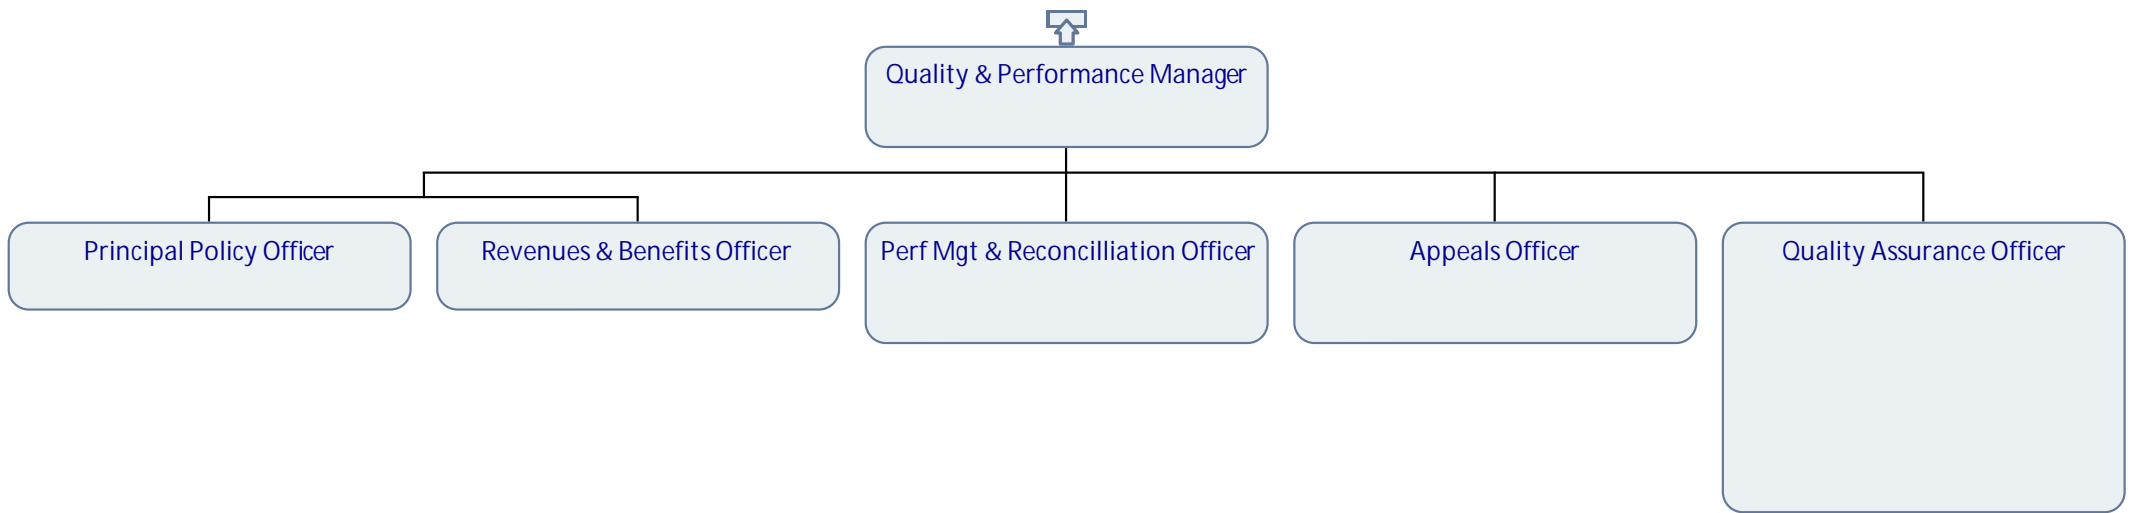 Quality & Performance Manager
Principal Policy Officer
Revenues & Benefits Officer
Perf Mgt & Reconcilliation Officer
Appeals Officer
Quality Assurance Officer